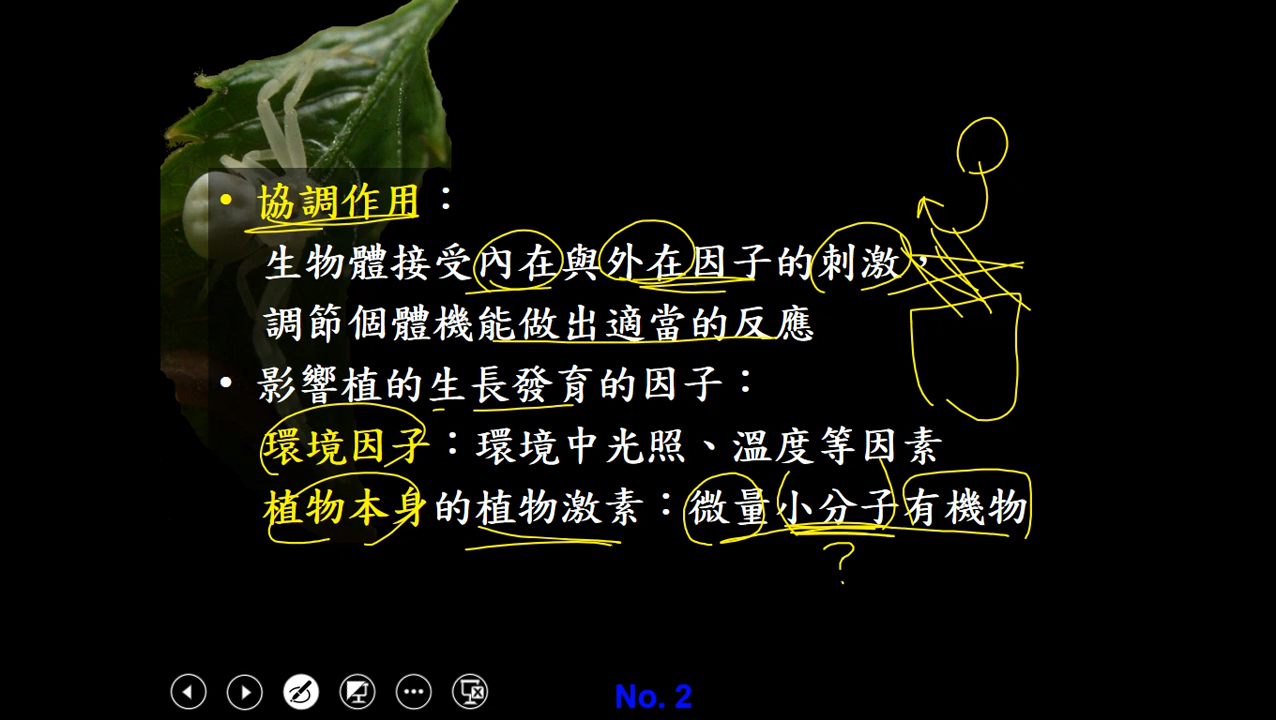 • 協調作用：
生物體接受內在與外在因子的刺激，
調節個體機能做出適當的反應
• 影響植的生長發育的因子：
環境因子：環境中光照、溫度等因素
植物本身的植物激素：微量小分子有機物
?
No. 2